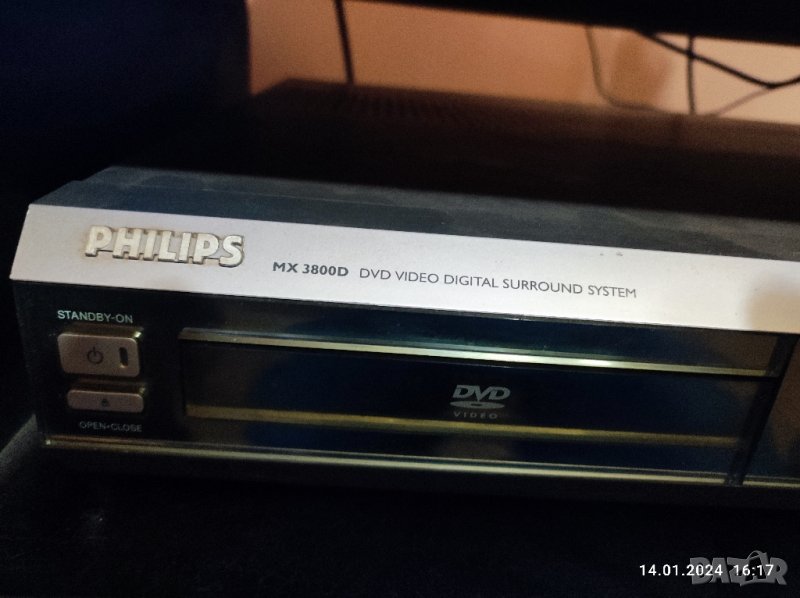 PHILIPS
MX 3800D DVD VIDEO DIGITAL SURROUND SYSTEM
STANDBY-ON
DVD
VIDEO
OPEN•CLOSE
14.01.2024 16:17
BAZAR